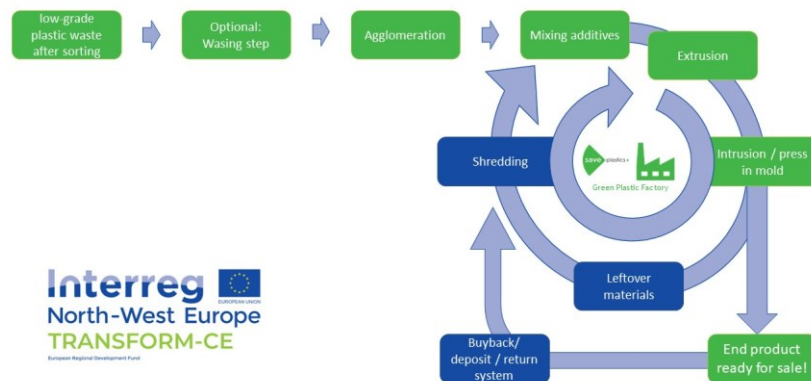 low-grade
plastic waste
after sorting
Optional:
Wasing step
Agglomeration
Mixing additives
Extrusion
Shredding
save plastics+
Green Plastic Factory
Intrusion / press
in mold
Leftover
materials
Buyback/
deposit / return
system
End product
ready for sale!
Interreg
EUROPEAN UNION
North-West Europe
TRANSFORM-CE
European Regional Development Fund